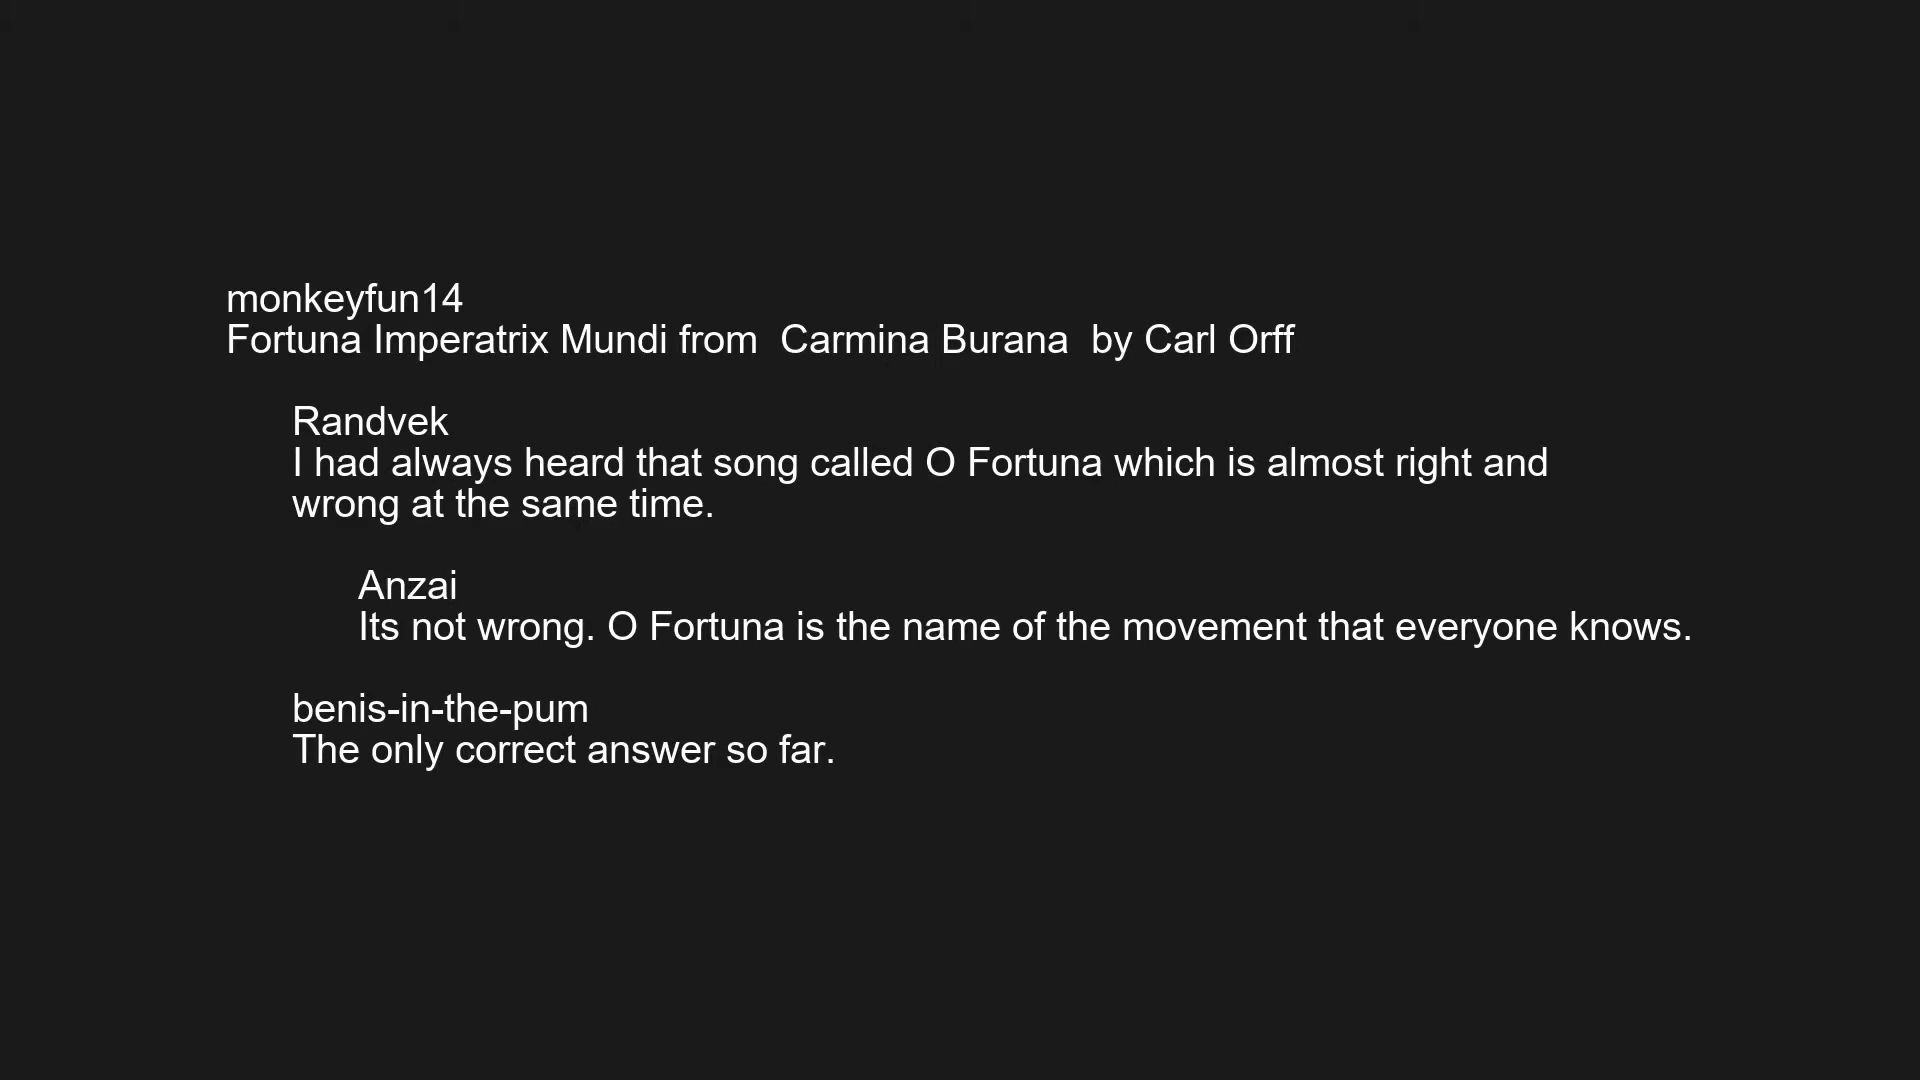 monkeyfun14
Fortuna Imperatrix Mundi from  Carmina Burana  by Carl Orff
Randvek
I had always heard that song called O Fortuna which is almost right and
wrong at the same time.
Anzai
Its not wrong. O Fortuna is the name of the movement that everyone knows.
benis-in-the-pum
The only correct answer so far.